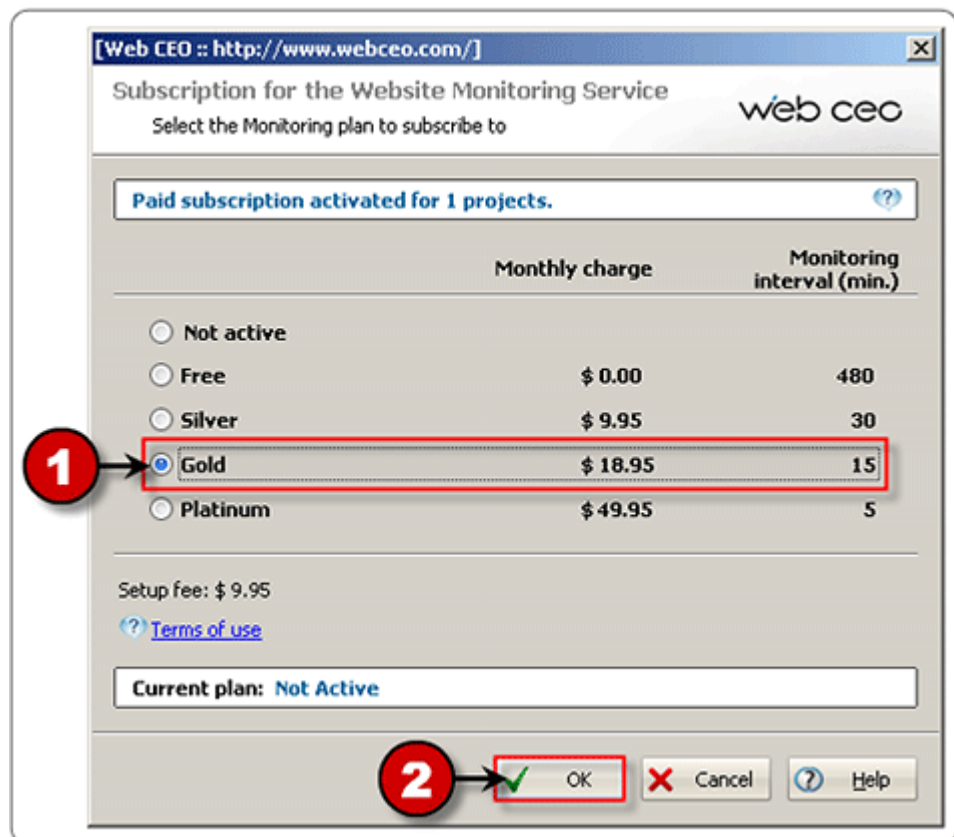 [Web CEO :: http://www.webceo.com/]
Subscription for the Website Monitoring Service
Select the Monitoring plan to subscribe to
web ceo
Paid subscription activated for 1 projects.
Monthly charge
Monitoring
interval (min.)
Not active
Free $ 0.00 480
Silver $ 9.95 30
1 Gold $ 18.95 15
Platinum $ 49.95 5
Setup fee: $ 9.95
Terms of use
Current plan: Not Active
2 OK Cancel Help